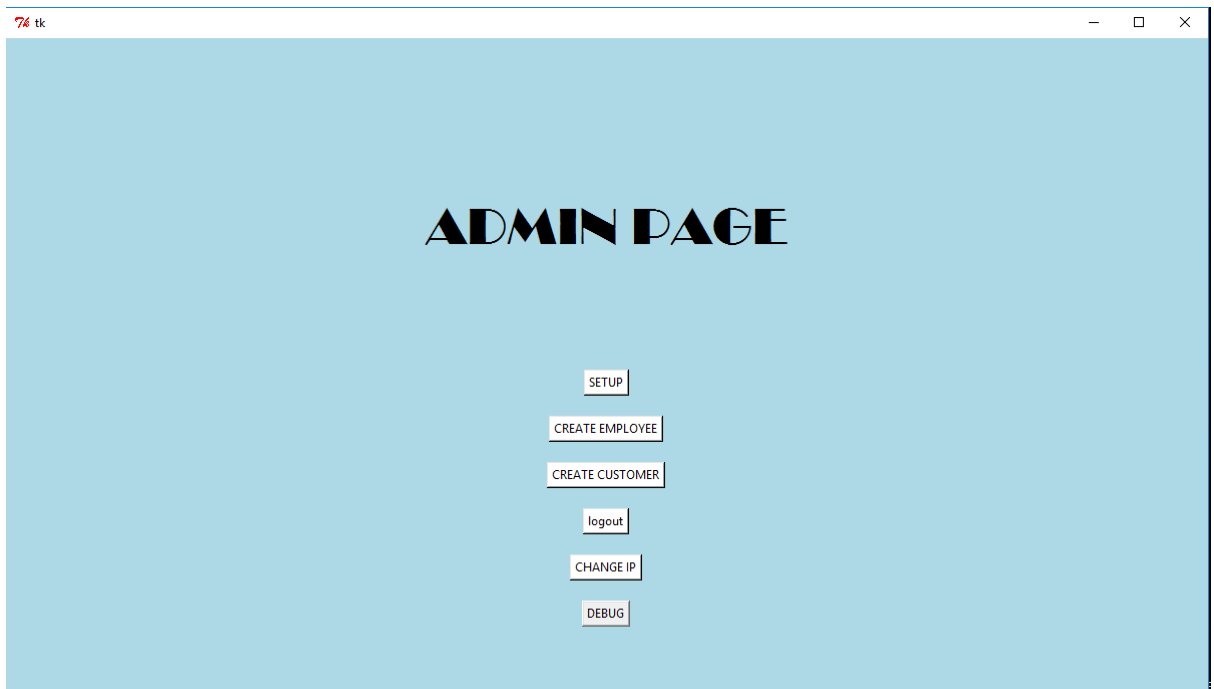 tk
ADMIN PAGE
SETUP
CREATE EMPLOYEE
CREATE CUSTOMER
logout
CHANGE IP
DEBUG